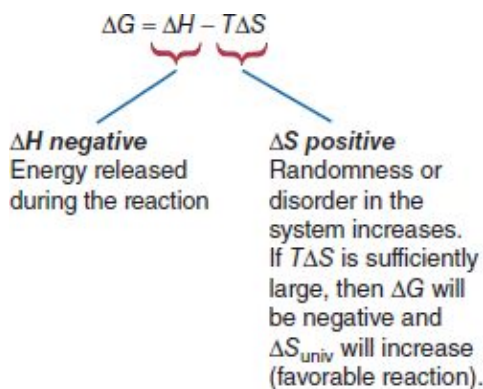 ΔG = ΔH – TΔS
ΔH negative
Energy released
during the reaction
ΔS positive
Randomness or
disorder in the
system increases.
If TΔS is sufficiently
large, then ΔG will
be negative and
ΔSuniv will increase
(favorable reaction).